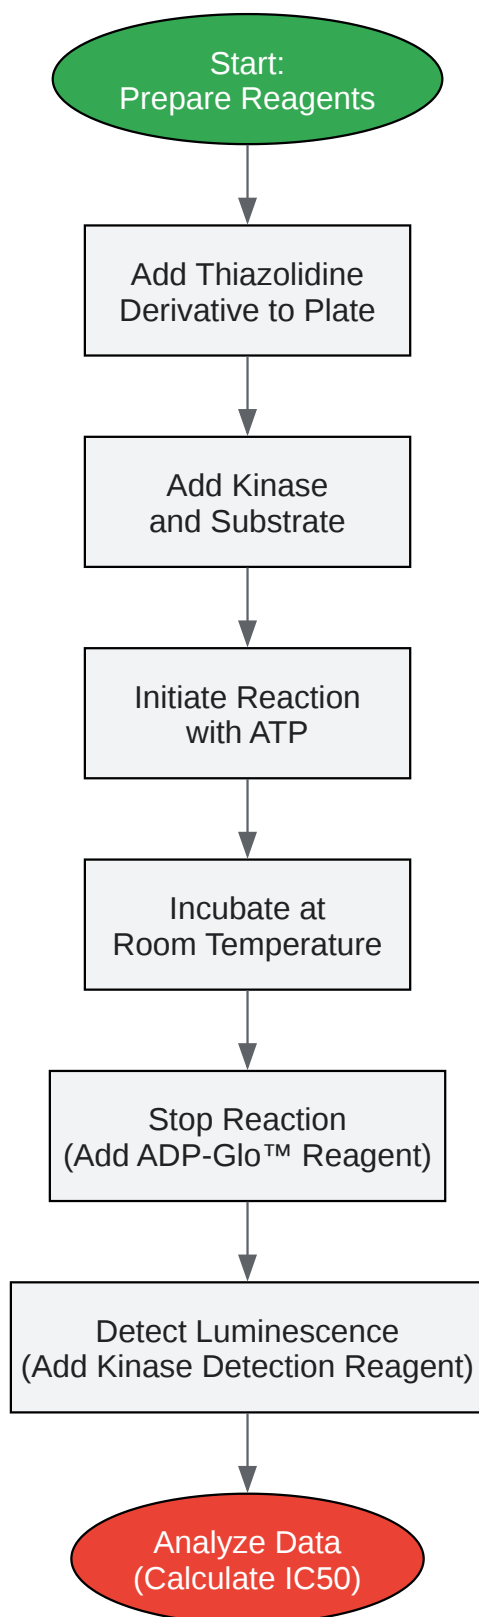 Start:
Prepare Reagents
Add Thiazolidine
Derivative to Plate
Add Kinase
and Substrate
Initiate Reaction
with ATP
Incubate at
Room Temperature
Stop Reaction
(Add ADP-Glo™ Reagent)
Detect Luminescence
(Add Kinase Detection Reagent)
Analyze Data
(Calculate IC50)